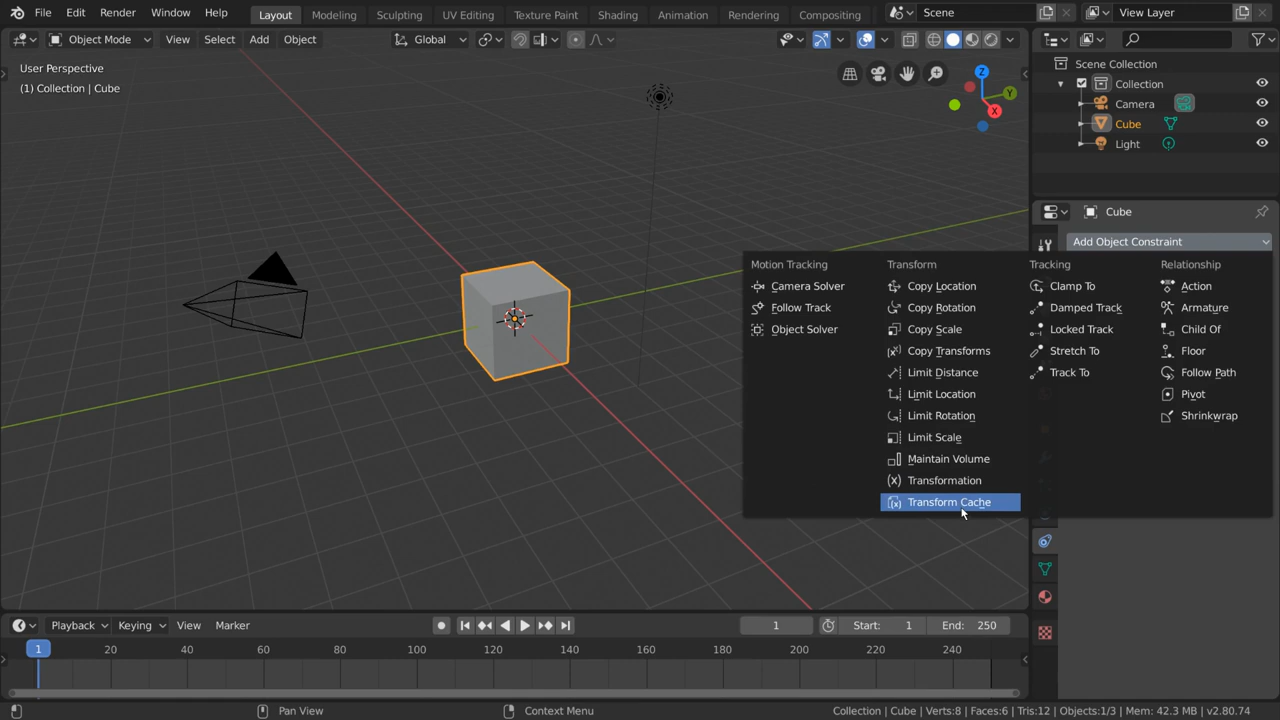 File Edit Render Window Help
Layout Modeling Sculpting UV Editing Texture Paint Shading Animation Rendering Compositing
Scene
View Layer
Object Mode View Select Add Object
Global
User Perspective
(1) Collection | Cube
Z
Y
X
Scene Collection
Collection
Camera
Cube
Light
Cube
Add Object Constraint
Motion Tracking
Camera Solver
Follow Track
Object Solver
Transform
Copy Location
Copy Rotation
Copy Scale
Copy Transforms
Limit Distance
Limit Location
Limit Rotation
Limit Scale
Maintain Volume
Transformation
Transform Cache
Tracking
Clamp To
Damped Track
Locked Track
Stretch To
Track To
Relationship
Action
Armature
Child Of
Floor
Follow Path
Pivot
Shrinkwrap
Playback Keying View Marker
1
Start: 1
End: 250
1 20 40 60 80 100 120 140 160 180 200 220 240
Pan View
Context Menu
Collection | Cube | Verts:8 | Faces:6 | Tris:12 | Objects:1/3 | Mem: 42.3 MB | v2.80.74